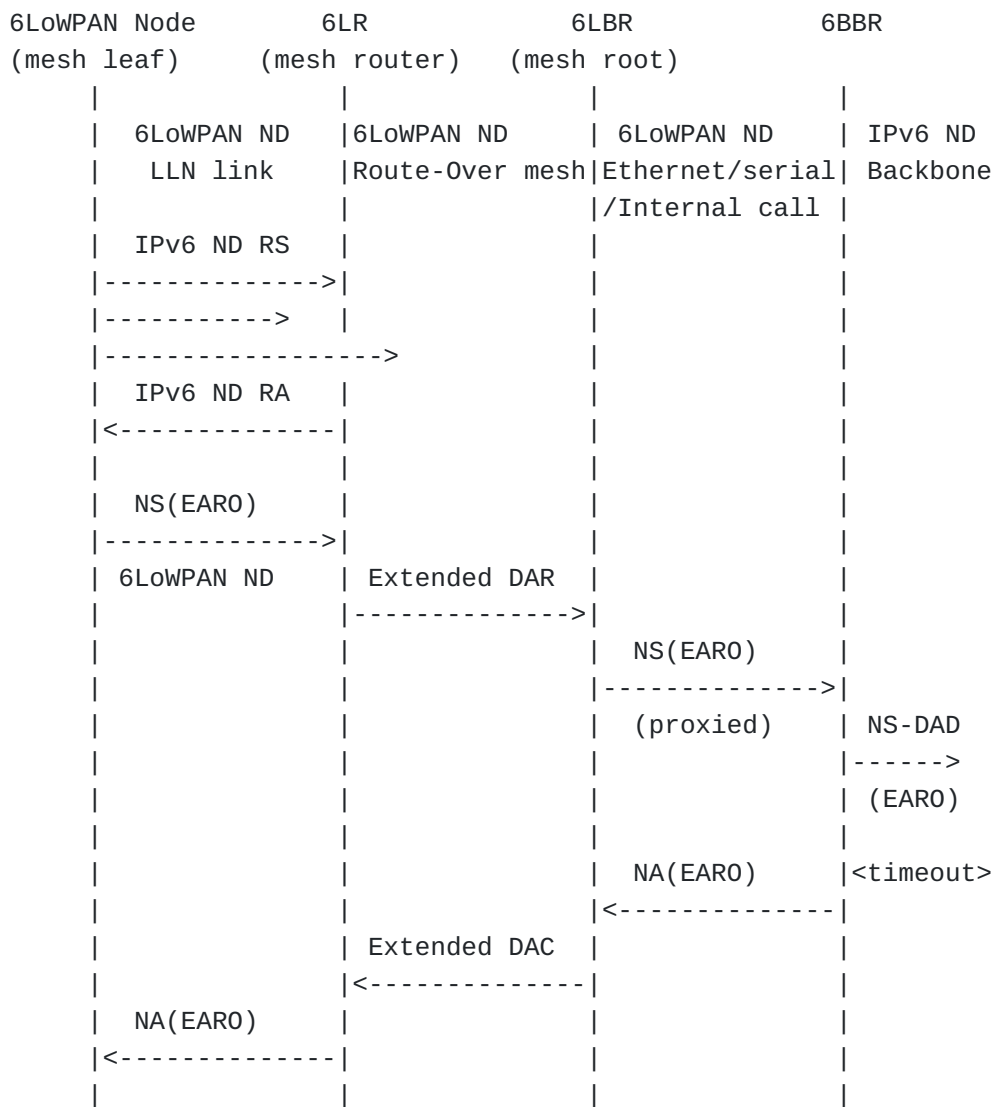 6LoWPAN Node        6LR             6LBR            6BBR
(mesh leaf)     (mesh router)   (mesh root)
     |               |               |               |
     |  6LoWPAN ND   |6LoWPAN ND     | 6LoWPAN ND    | IPv6 ND
     |   LLN link    |Route-Over mesh|Ethernet/serial| Backbone
     |               |               |/Internal call |
     |  IPv6 ND RS   |               |               |
     |-------------->|               |               |
     |----------->   |               |               |
     |------------------>            |               |
     |  IPv6 ND RA   |               |               |
     |<--------------|               |               |
     |               |               |               |
     |  NS(EARO)     |               |               |
     |-------------->|               |               |
     | 6LoWPAN ND    | Extended DAR  |               |
     |               |-------------->|               |
     |               |               |  NS(EARO)     |
     |               |               |-------------->|
     |               |               |  (proxied)    | NS-DAD
     |               |               |               |------>
     |               |               |               | (EARO)
     |               |               |               |
     |               |               |  NA(EARO)     |<timeout>
     |               |               |<--------------|
     |               | Extended DAC  |               |
     |               |<--------------|               |
     |  NA(EARO)     |               |               |
     |<--------------|               |               |
     |               |               |               |